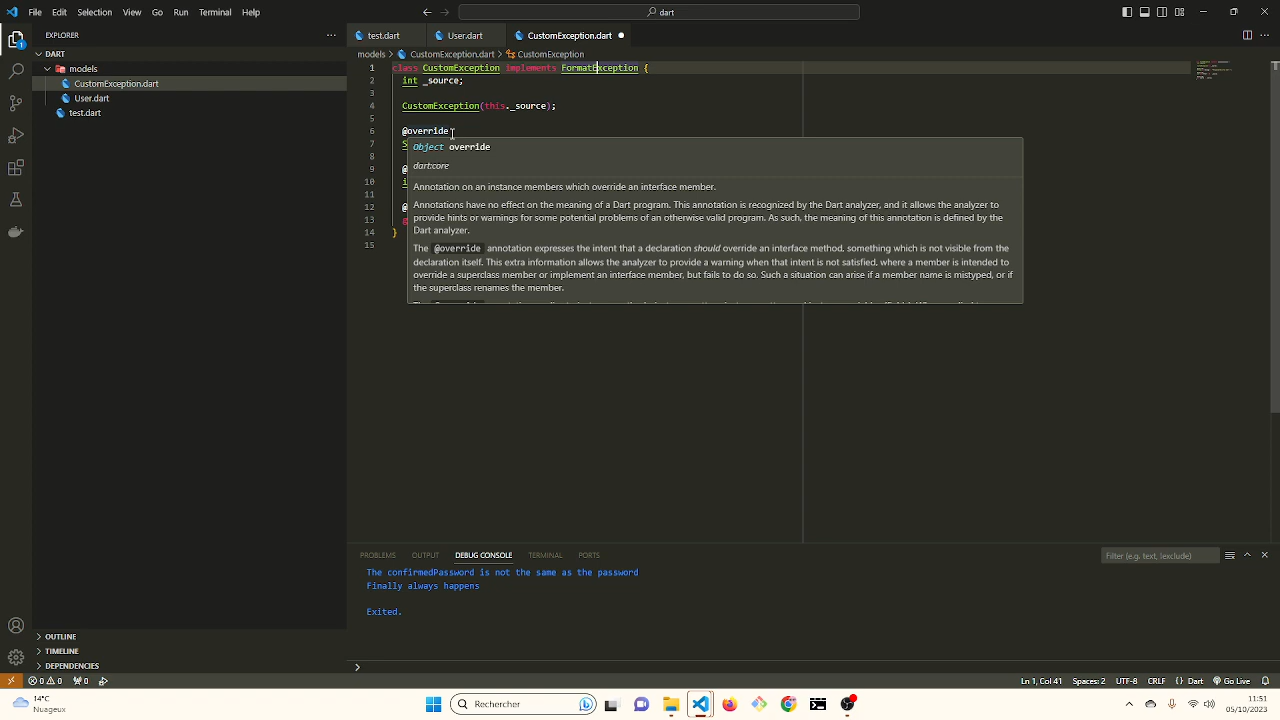 File Edit Selection View Go Run Terminal Help
dart
EXPLORER
test.dart
User.dart
CustomException.dart
DART
models > CustomException.dart > CustomException
models
CustomException.dart
User.dart
test.dart
1 class CustomException implements FormatException {
2 int _source;
3
4 CustomException(this._source);
5
6 @override
7 S
8
9 @
10 i
11
12 @
13
14 }
15
Object override
dart:core
Annotation on an instance members which override an interface member.
Annotations have no effect on the meaning of a Dart program. This annotation is recognized by the Dart analyzer, and it allows the analyzer to
provide hints or warnings for some potential problems of an otherwise valid program. As such, the meaning of this annotation is defined by the
Dart analyzer.
The @override annotation expresses the intent that a declaration should override an interface method, something which is not visible from the
declaration itself. This extra information allows the analyzer to provide a warning when that intent is not satisfied, where a member is intended to
override a superclass member or implement an interface member, but fails to do so. Such a situation can arise if a member name is mistyped, or if
the superclass renames the member.
PROBLEMS OUTPUT DEBUG CONSOLE TERMINAL PORTS
Filter (e.g. text, !exclude)
The confirmedPassword is not the same as the password
Finally always happens
Exited.
OUTLINE
TIMELINE
DEPENDENCIES
0 0 0
Ln 1, Col 41 Spaces: 2 UTF-8 CRLF {} Dart Go Live
14°C
Nuageux
Rechercher
11:51
05/10/2023